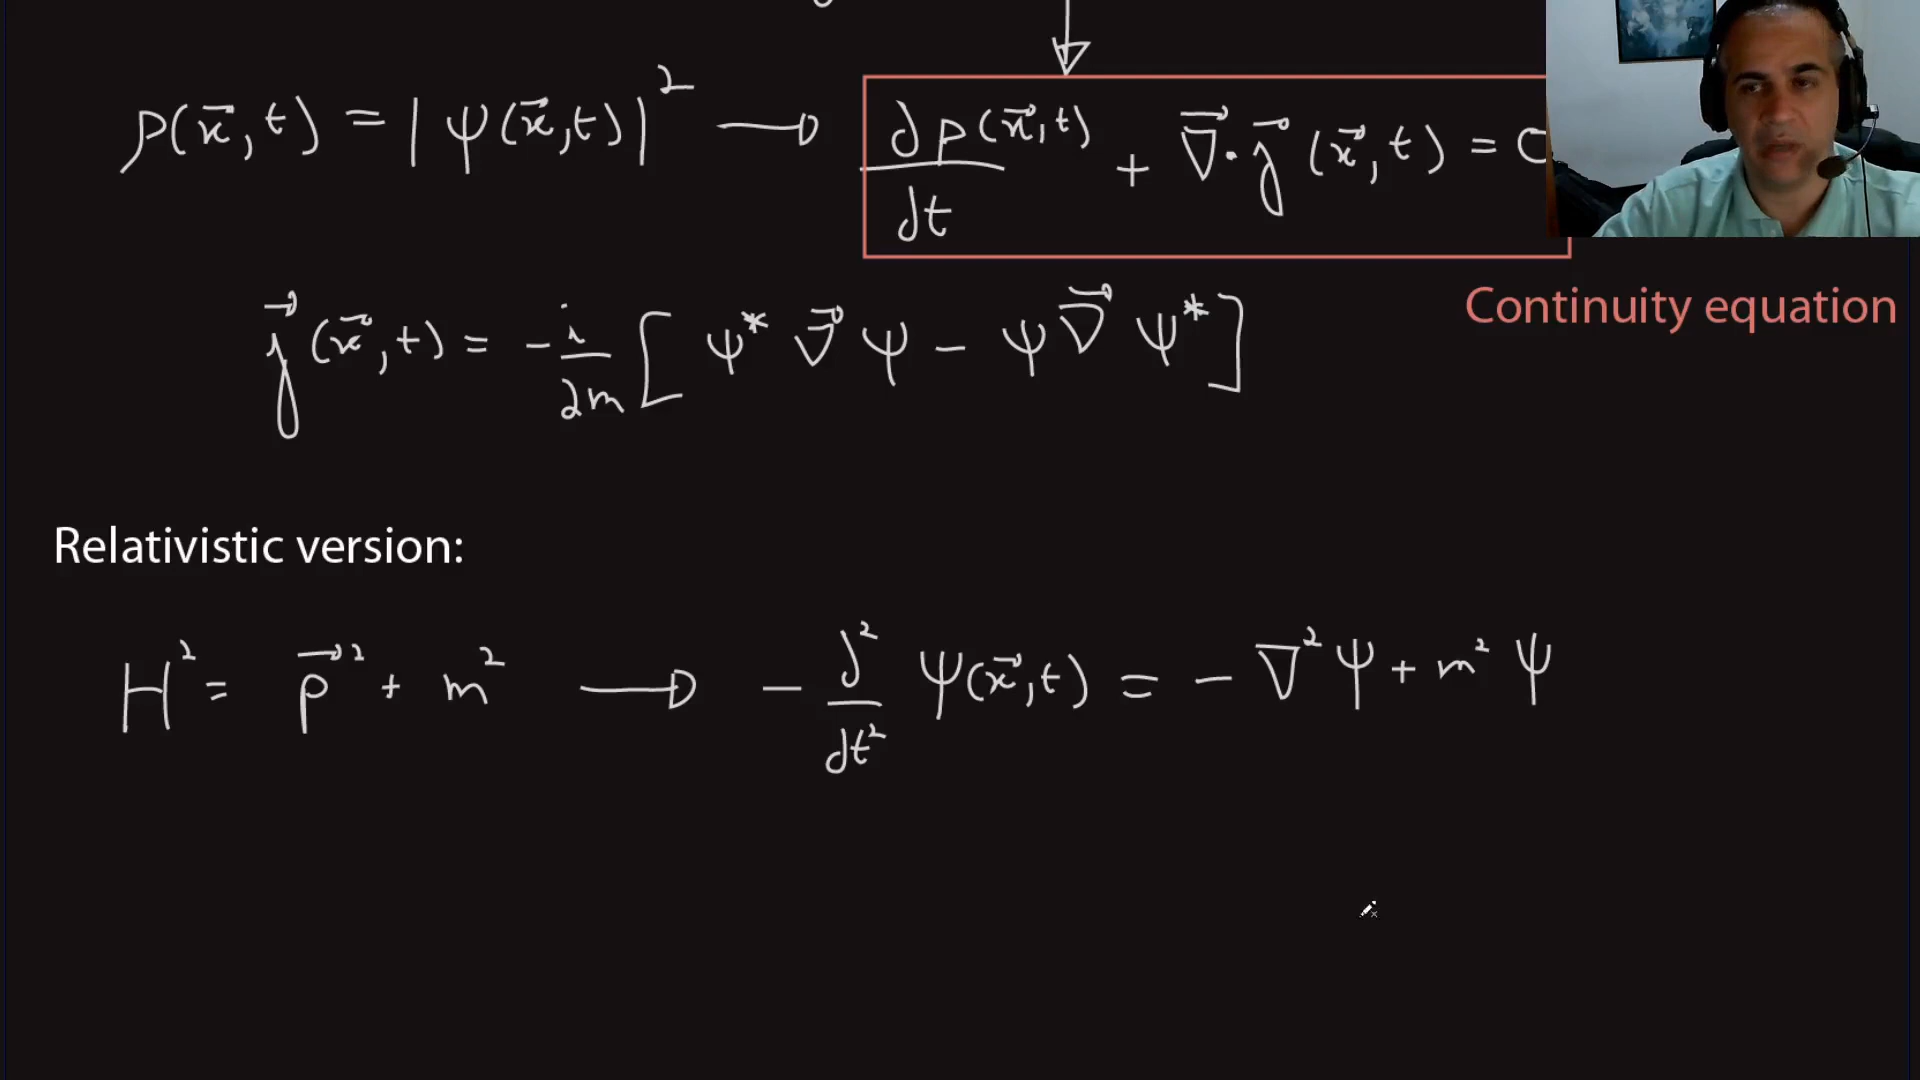 ρ(x⃗,t) = |ψ(x⃗,t)|² → ∂ρ(x⃗,t)/∂t + ∇⃗·j⃗(x⃗,t) = 0
Continuity equation
j⃗(x⃗,t) = -i/2m [ψ* ∇⃗ψ - ψ ∇⃗ψ*]
Relativistic version:
H² = p⃗² + m² → -∂²/∂t² ψ(x⃗,t) = -∇²ψ + m²ψ